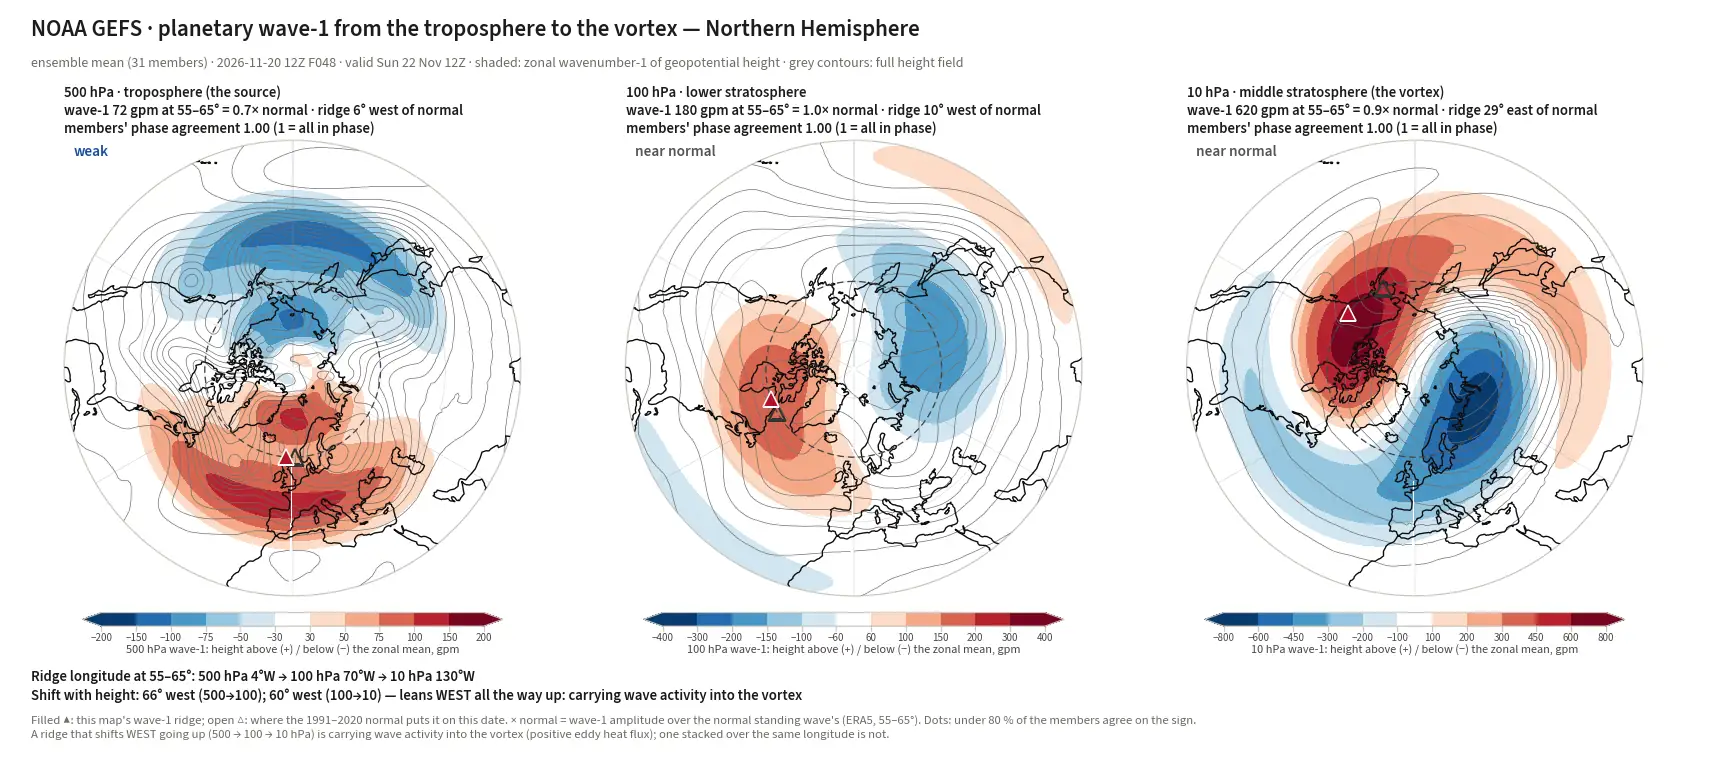 NOAA GEFS · planetary wave-1 from the troposphere to the vortex — Northern Hemisphere
ensemble mean (31 members) · 2026-11-20 12Z F048 · valid Sun 22 Nov 12Z · shaded: zonal wavenumber-1 of geopotential height · grey contours: full height field
500 hPa · troposphere (the source)
wave-1 72 gpm at 55–65° = 0.7× normal · ridge 6° west of normal
members' phase agreement 1.00 (1 = all in phase)
weak
100 hPa · lower stratosphere
wave-1 180 gpm at 55–65° = 1.0× normal · ridge 10° west of normal
members' phase agreement 1.00 (1 = all in phase)
near normal
10 hPa · middle stratosphere (the vortex)
wave-1 620 gpm at 55–65° = 0.9× normal · ridge 29° east of normal
members' phase agreement 1.00 (1 = all in phase)
near normal
−200 −150 −100 −75 −50 −30 30 50 75 100 150 200
500 hPa wave-1: height above (+) / below (−) the zonal mean, gpm
−400 −300 −200 −150 −100 −60 60 100 150 200 300 400
100 hPa wave-1: height above (+) / below (−) the zonal mean, gpm
−800 −600 −450 −300 −200 −100 100 200 300 450 600 800
10 hPa wave-1: height above (+) / below (−) the zonal mean, gpm
Ridge longitude at 55–65°: 500 hPa 4°W → 100 hPa 70°W → 10 hPa 130°W
Shift with height: 66° west (500→100); 60° west (100→10) — leans WEST all the way up: carrying wave activity into the vortex
Filled ▲: this map's wave-1 ridge; open △: where the 1991–2020 normal puts it on this date. × normal = wave-1 amplitude over the normal standing wave's (ERA5, 55–65°). Dots: under 80 % of the members agree on the sign.
A ridge that shifts WEST going up (500 → 100 → 10 hPa) is carrying wave activity into the vortex (positive eddy heat flux); one stacked over the same longitude is not.